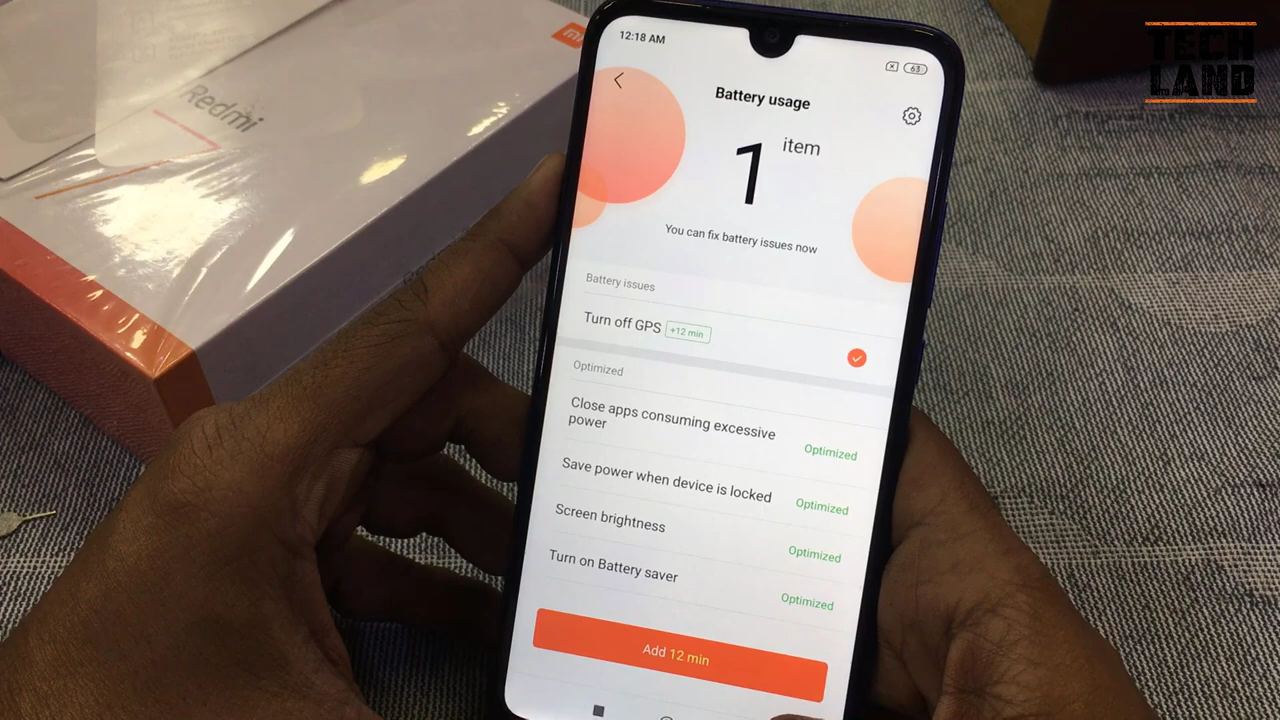 TECH
LAND
Redmi
12:18 AM
63
Battery usage
1 item
You can fix battery issues now
Battery issues
Turn off GPS +12 min
Optimized
Close apps consuming excessive
power
Optimized
Save power when device is locked
Optimized
Screen brightness
Optimized
Turn on Battery saver
Optimized
Add 12 min